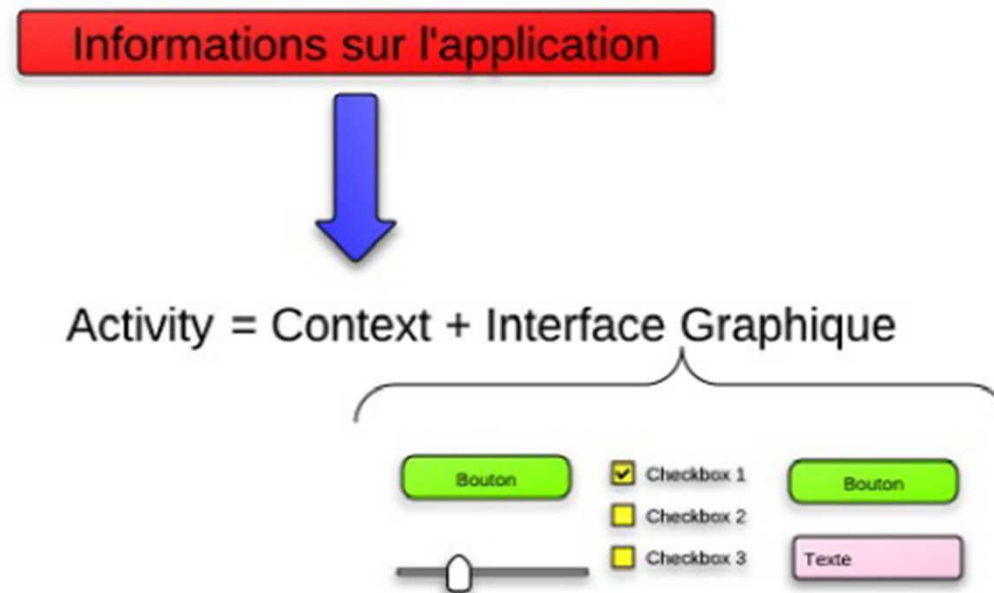 Informations sur l'application
Activity = Context + Interface Graphique
Bouton
Checkbox 1
Bouton
Checkbox 2
Checkbox 3
Texte